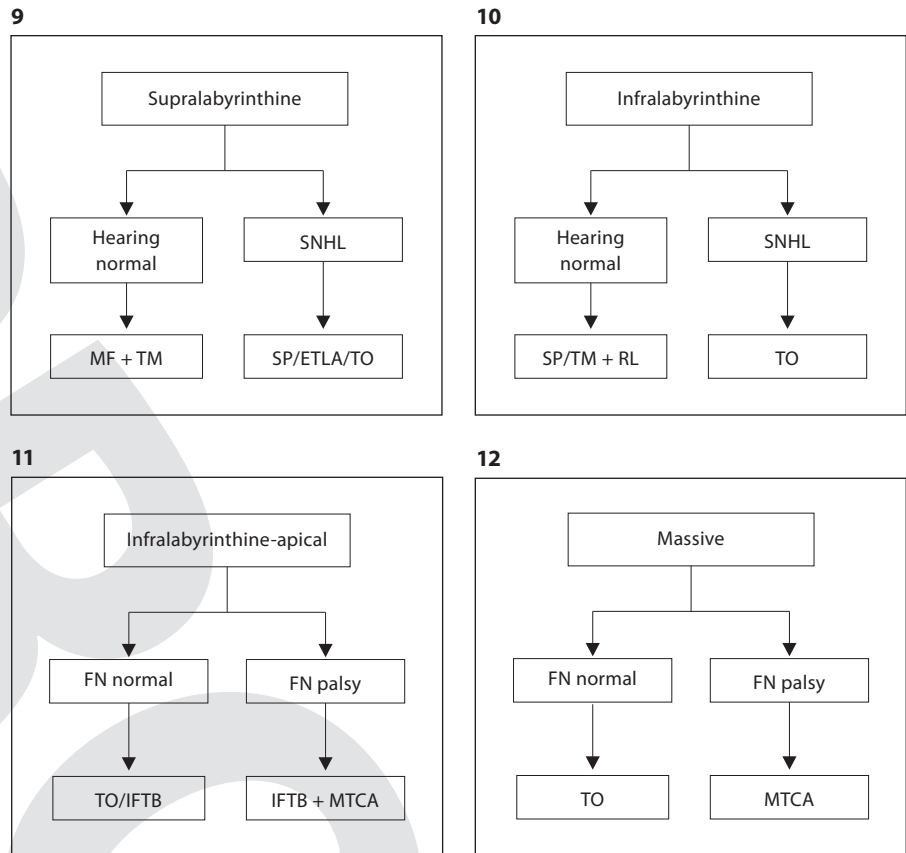 9
Supralabyrinthine
Hearing
normal
SNHL
MF + TM
SP/ETLA/TO
10
Infralabyrinthine
Hearing
normal
SNHL
SP/TM + RL
TO
11
Infralabyrinthine-apical
FN normal
FN palsy
TO/IFTB
IFTB + MTCA
12
Massive
FN normal
FN palsy
TO
MTCA